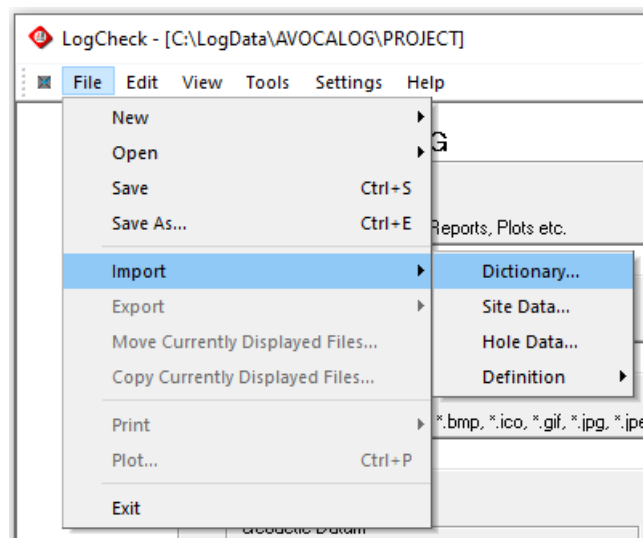 LogCheck - [C:\LogData\AVOCALOG\PROJECT]
File Edit View Tools Settings Help
New
Open
G
Save Ctrl+S
Save As... Ctrl+E
Reports, Plots etc.
Import
Dictionary...
Export
Site Data...
Move Currently Displayed Files...
Hole Data...
Copy Currently Displayed Files...
Definition
Print
*.bmp, *.ico, *.gif, *.jpg, *.jpe
Plot... Ctrl+P
Exit
Geodetic Datum